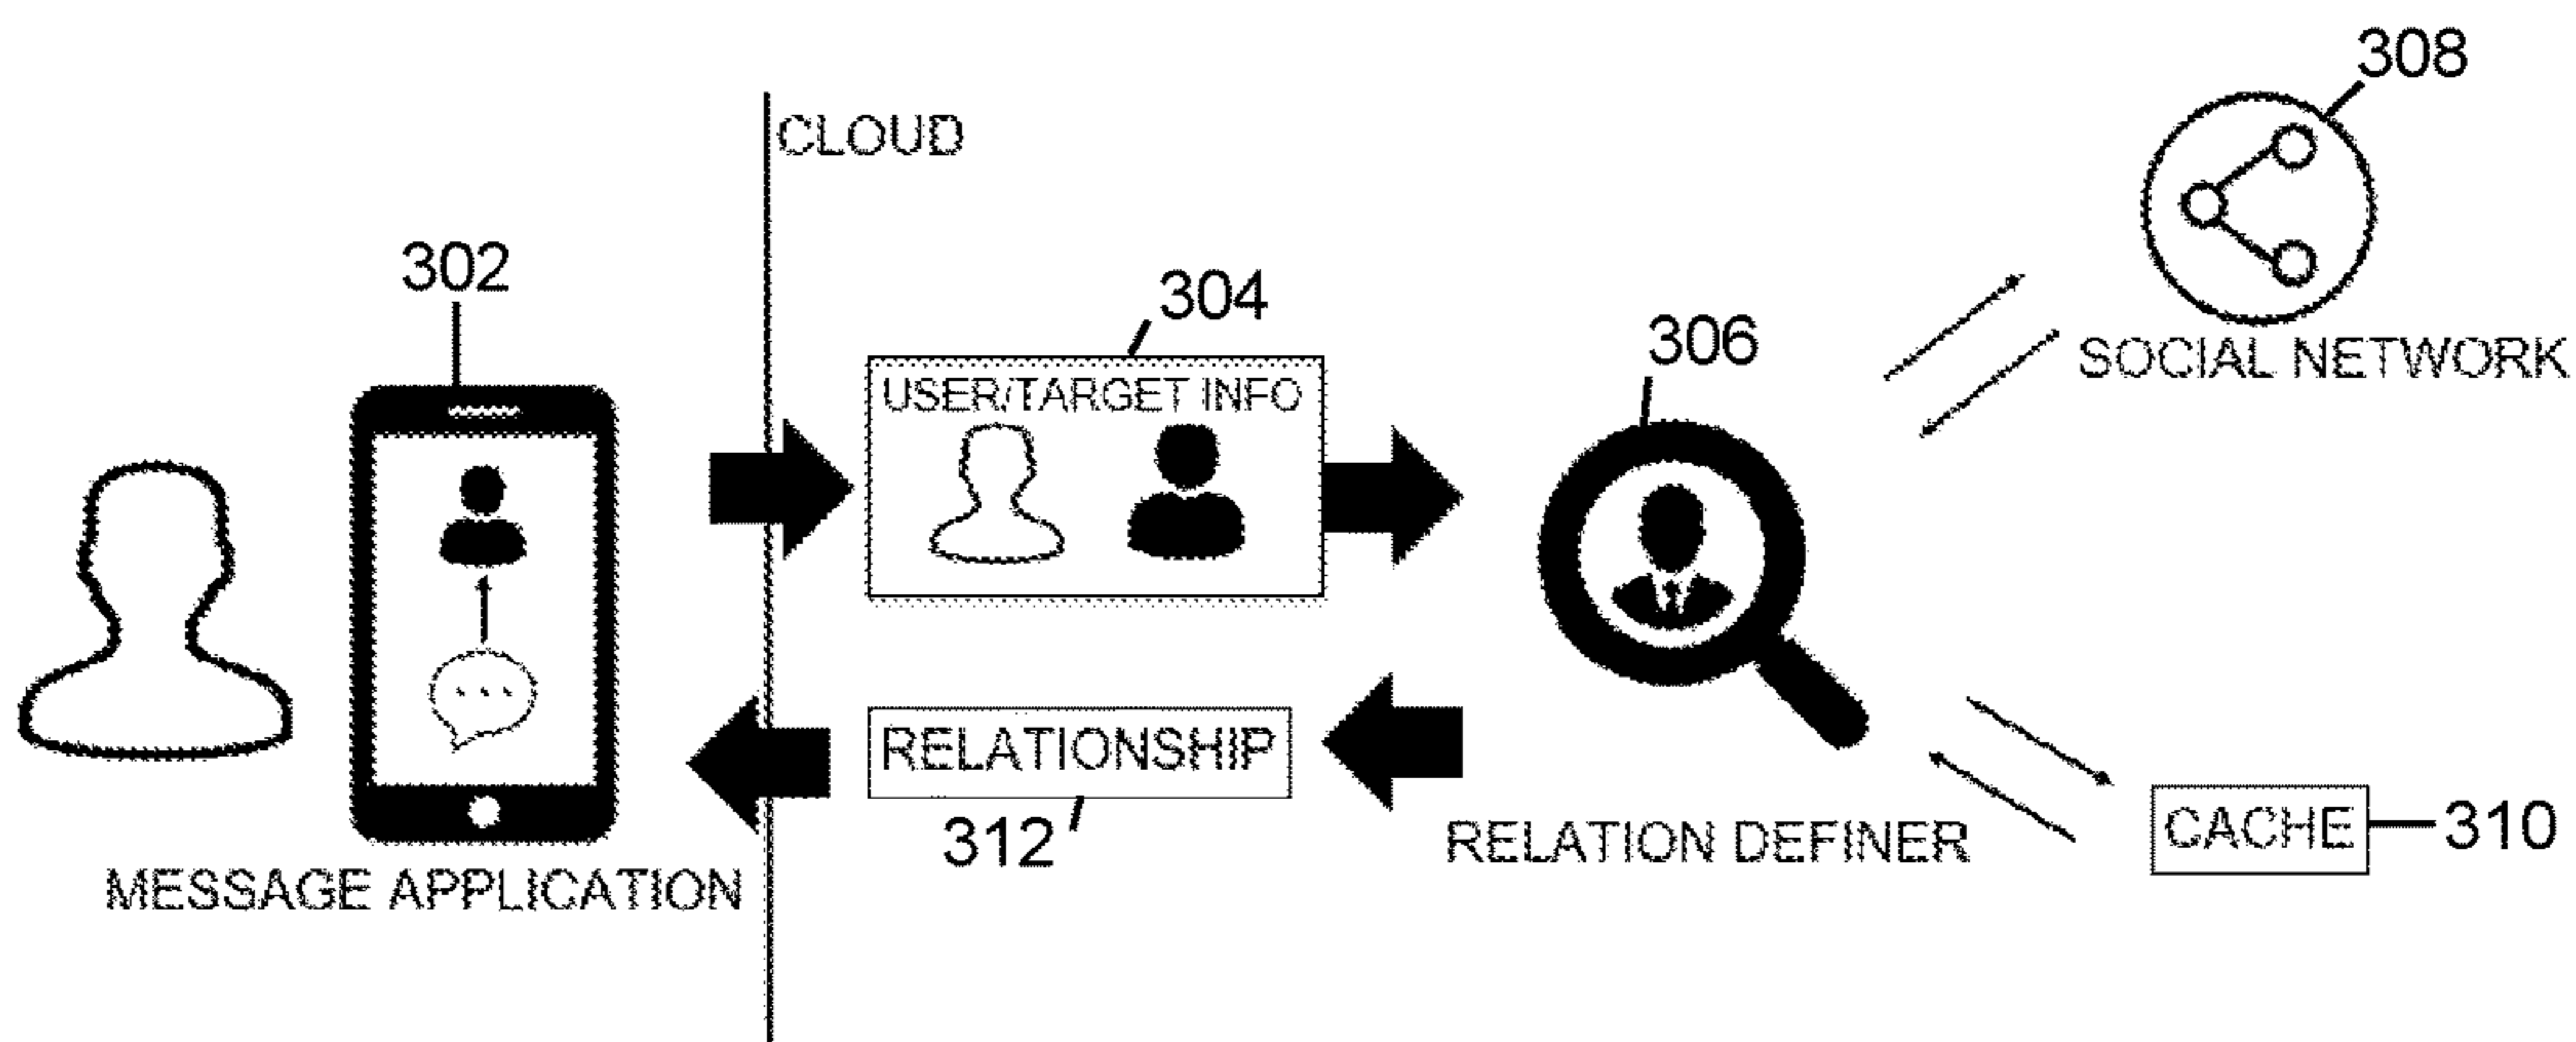 308
CLOUD
302
304
306
SOCIAL NETWORK
USER/TARGET INFO
RELATIONSHIP
312
RELATION DEFINER
CACHE
310
MESSAGE APPLICATION